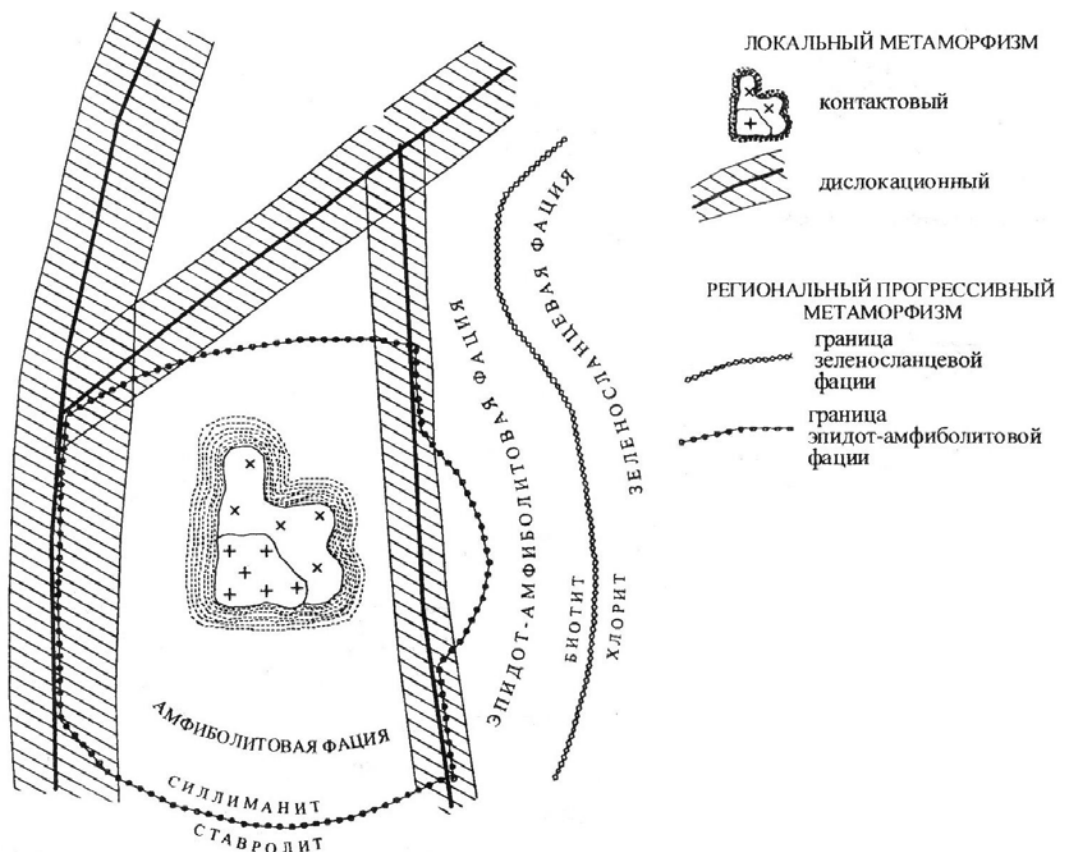 ЛОКАЛЬНЫЙ МЕТАМОРФИЗМ
контактовый
дислокационный
РЕГИОНАЛЬНЫЙ ПРОГРЕССИВНЫЙ
МЕТАМОРФИЗМ
граница
зеленосланцевой
фации
граница
эпидот-амфиболитовой
фации
ЗЕЛЕНОСЛАНЦЕВАЯ ФАЦИЯ
ЭПИДОТ-АМФИБОЛИТОВАЯ ФАЦИЯ
БИОТИТ
ХЛОРИТ
АМФИБОЛИТОВАЯ ФАЦИЯ
СИЛЛИМАНИТ
СТАВРОЛИТ